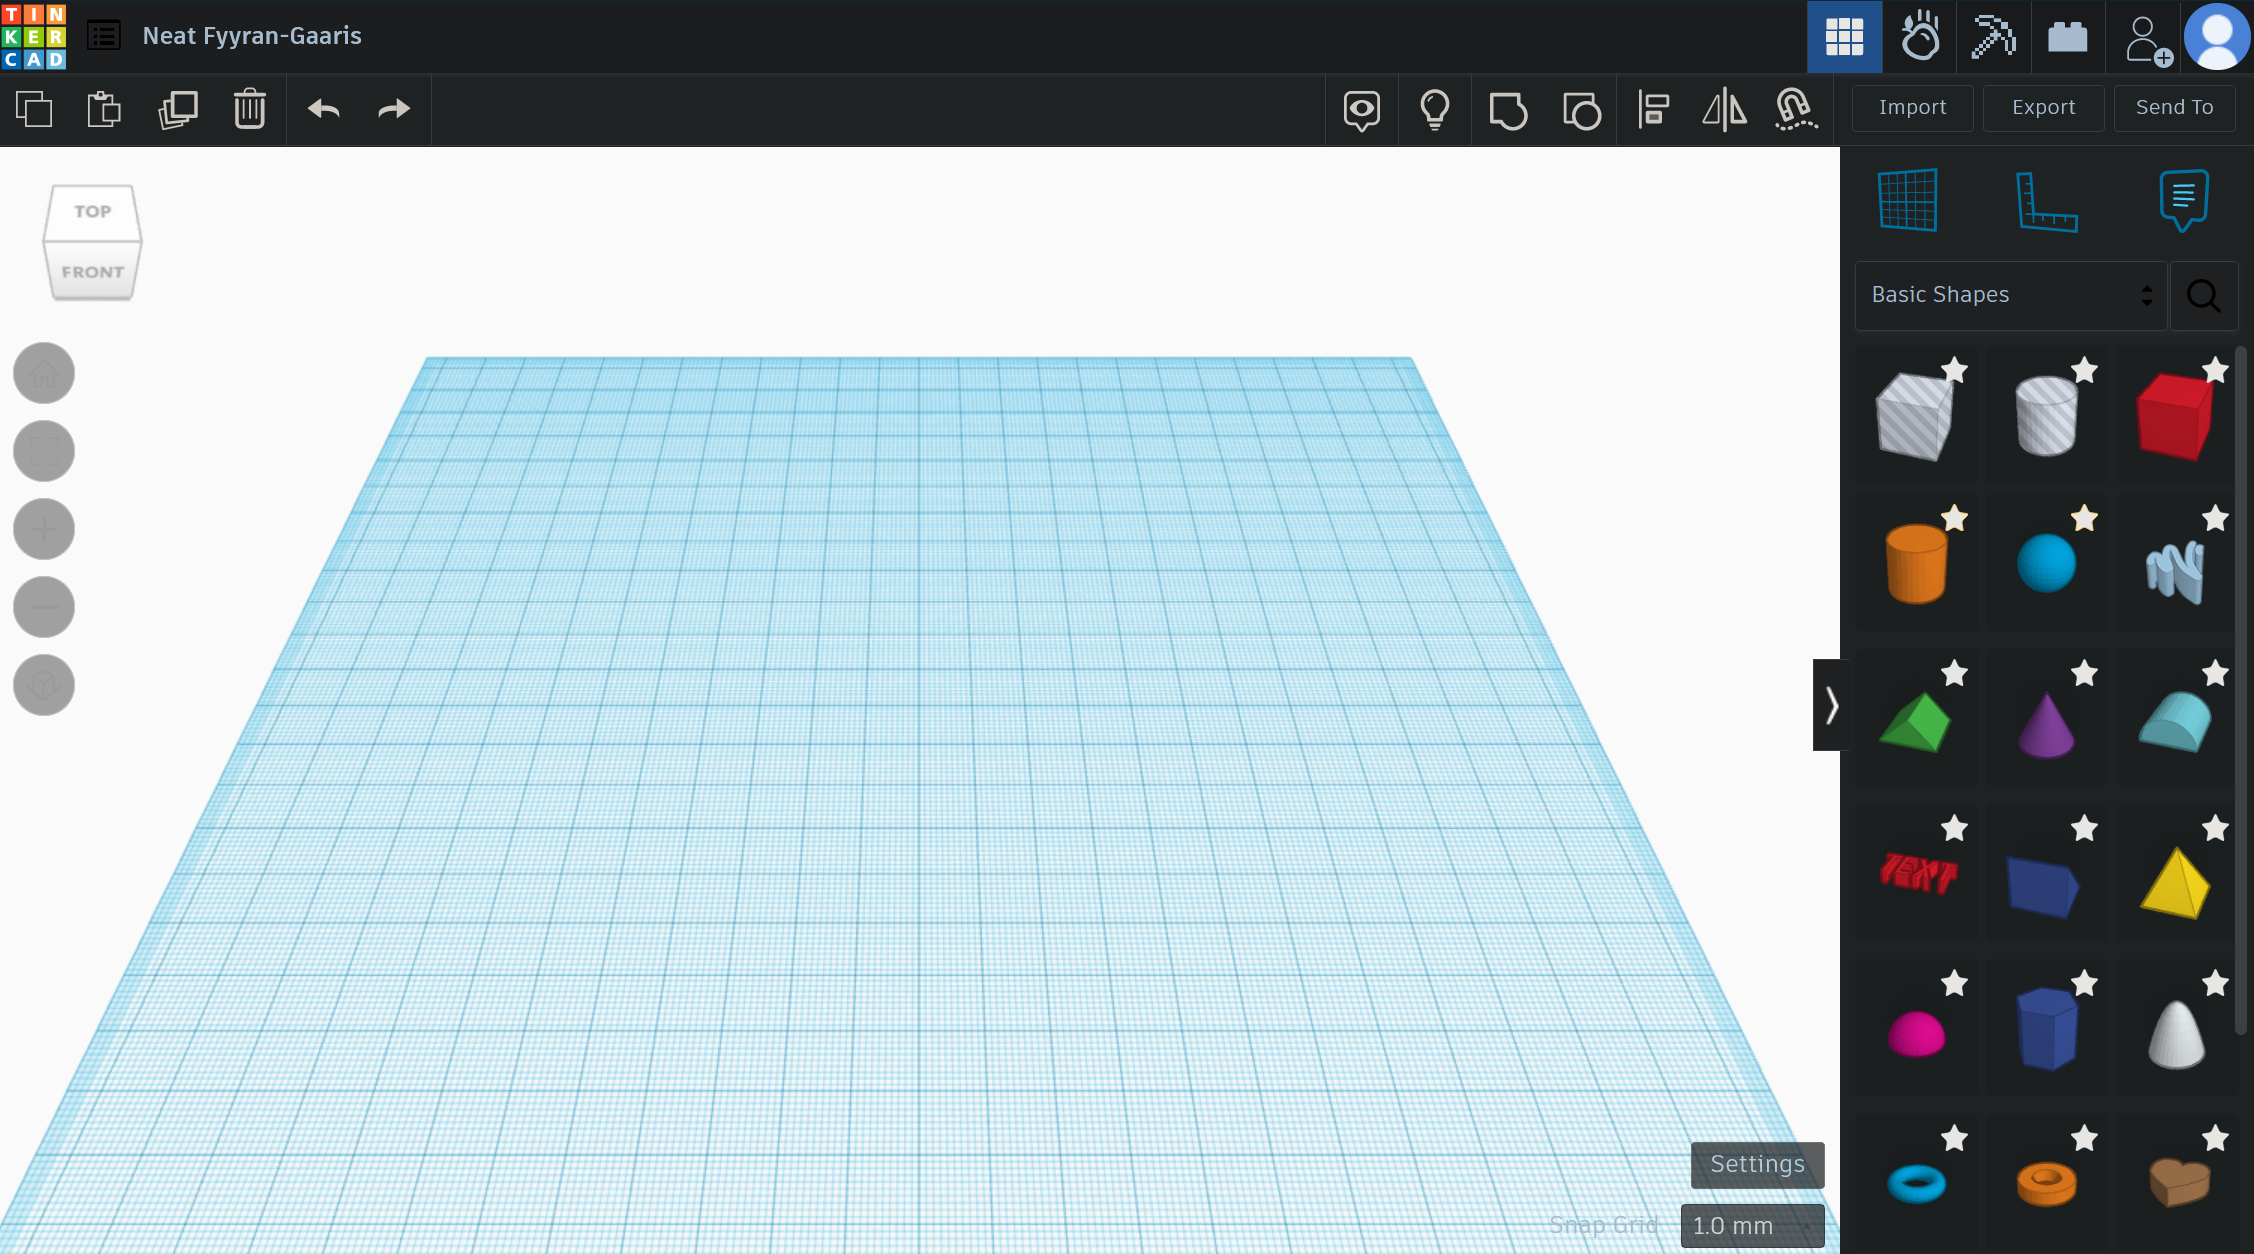 TIN
KER
CAD
Neat Fyyran-Gaaris
Import
Export
Send To
TOP
FRONT
Basic Shapes
TEXT
Settings
Snap Grid
1.0 mm